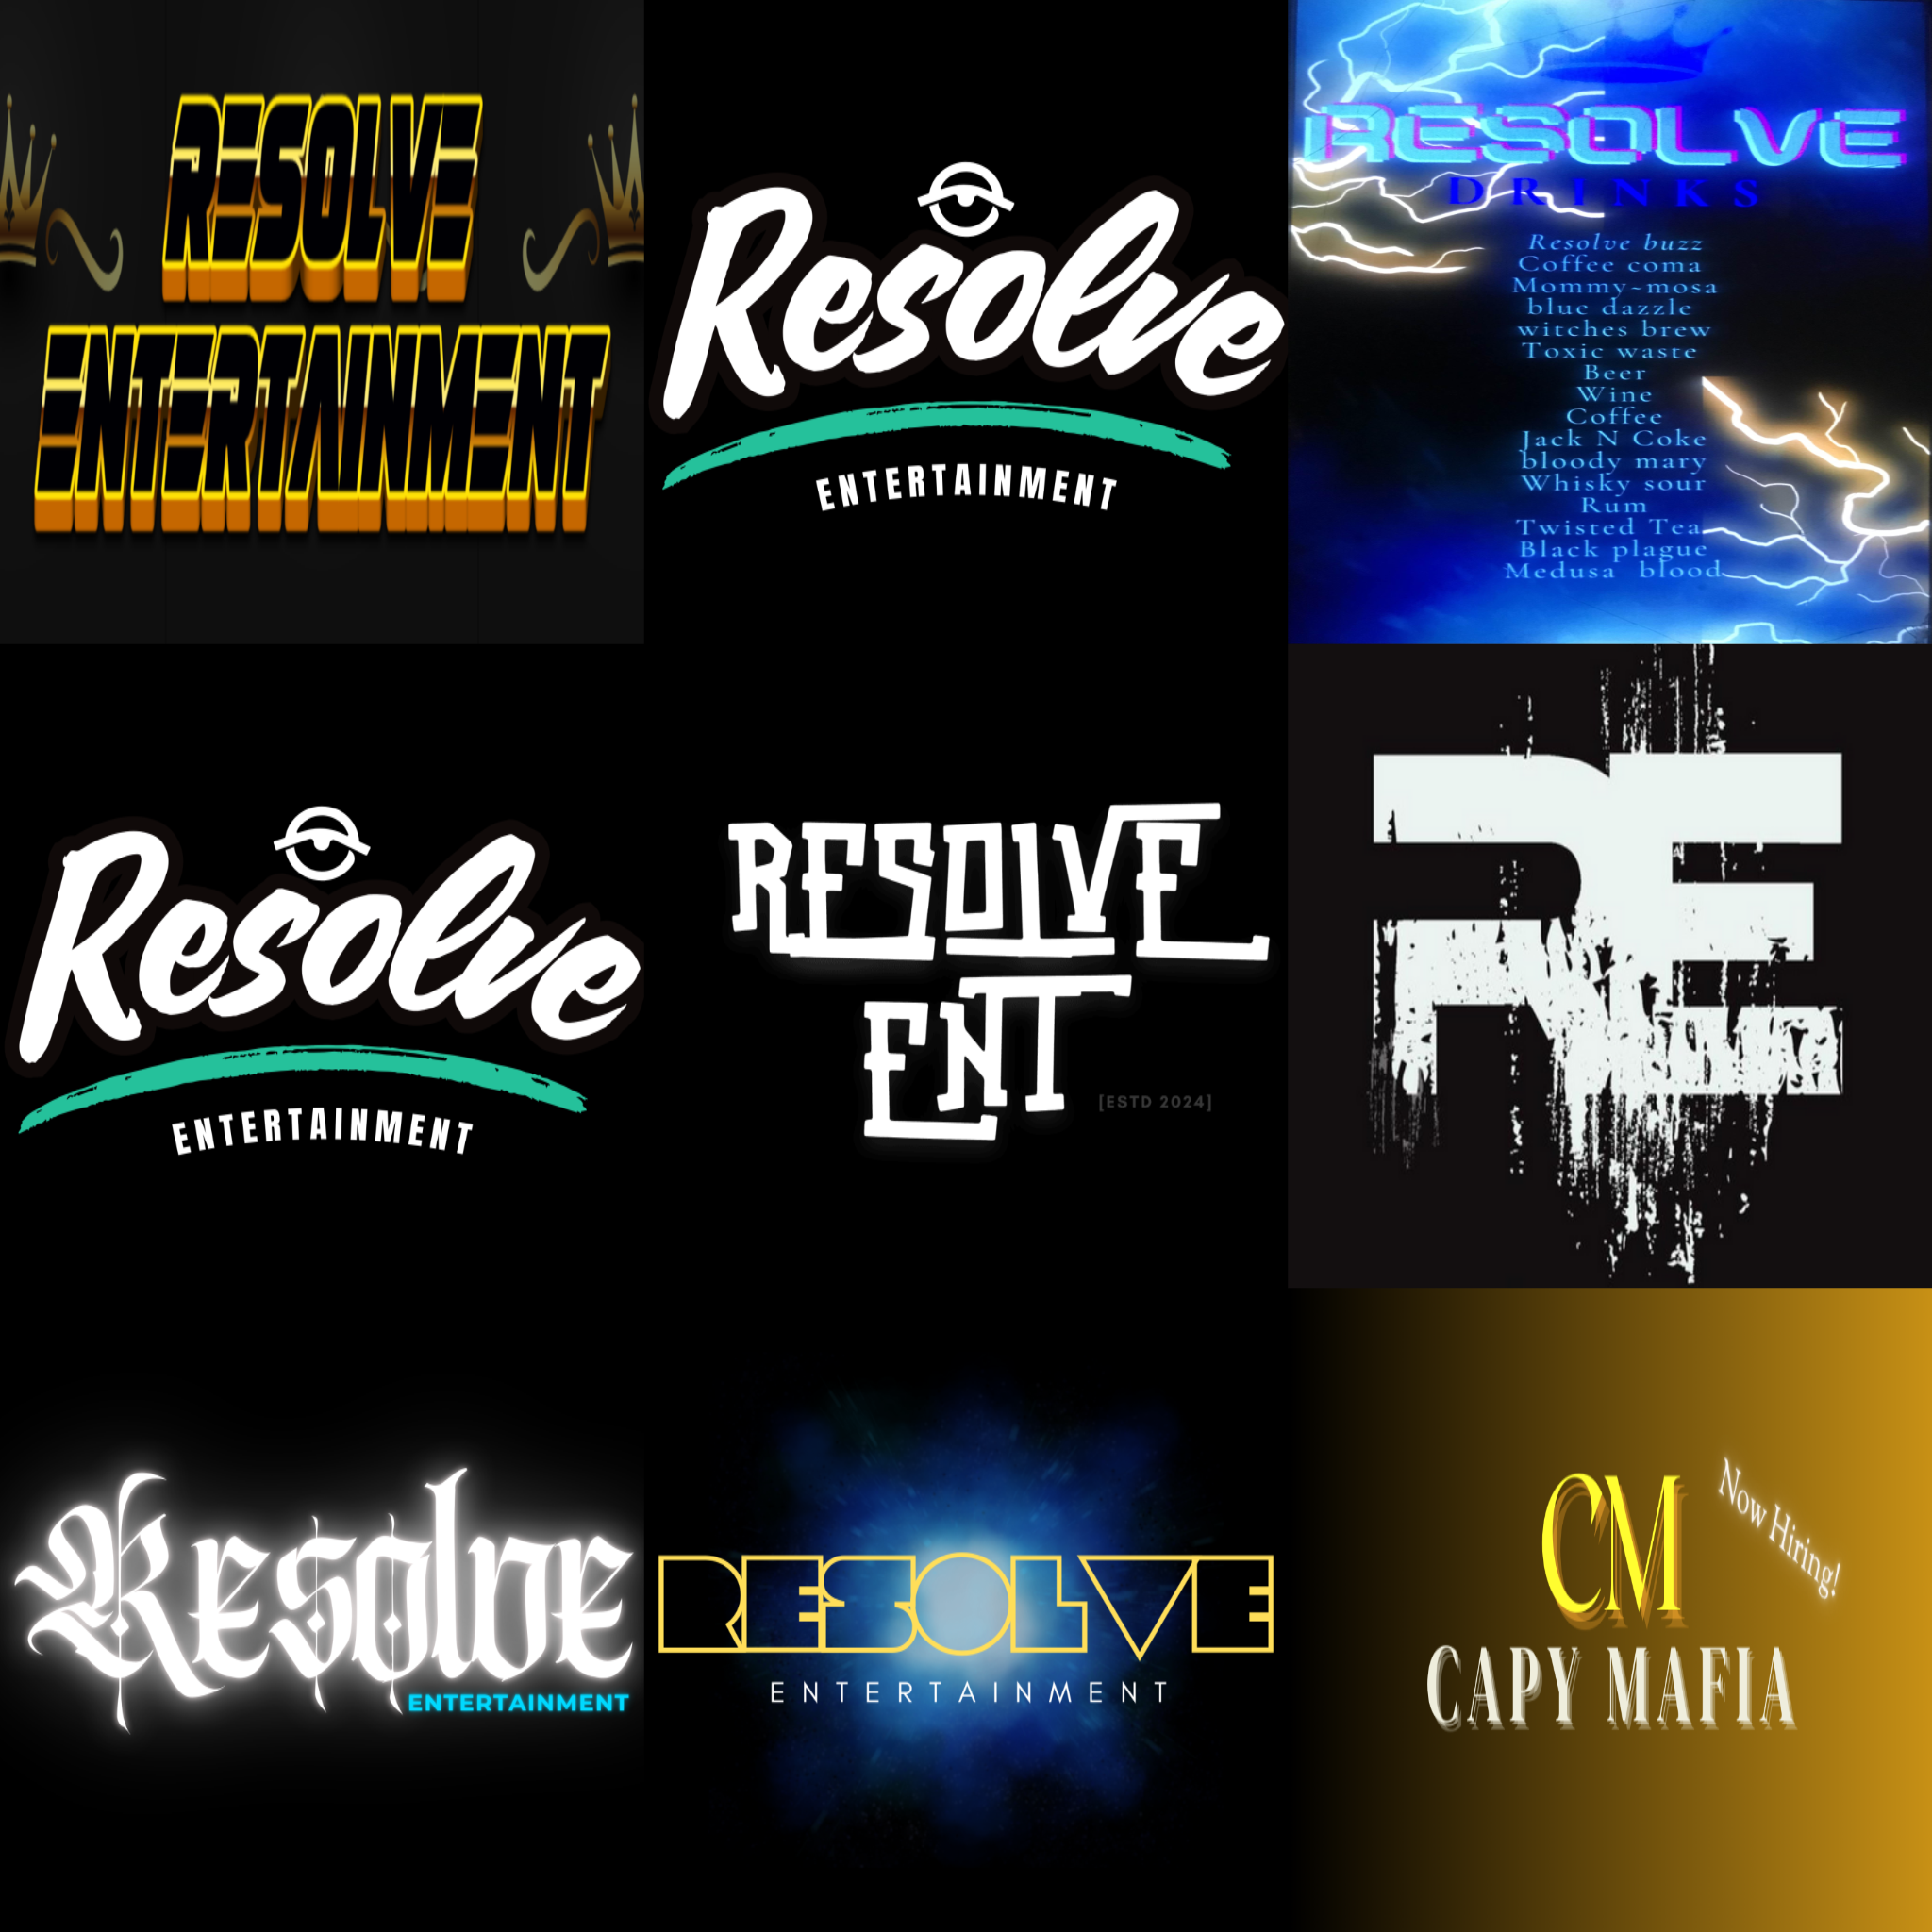 RESOLVE
ENTERTAINMENT
Resolve
ENTERTAINMENT
RESOLVE
DRINKS
Resolve buzz
Coffee coma
Mommy~mosa
blue dazzle
witches brew
Toxic waste
Beer
Wine
Coffee
Jack N Coke
bloody mary
Whisky sour
Rum
Twisted Tea
Black plague
Medusa blood
Resolve
ENTERTAINMENT
RESOLVE
ENT
[ESTD 2024]
RE
Resolve
ENTERTAINMENT
RESOLVE
ENTERTAINMENT
CM
Now Hiring!
CAPY MAFIA